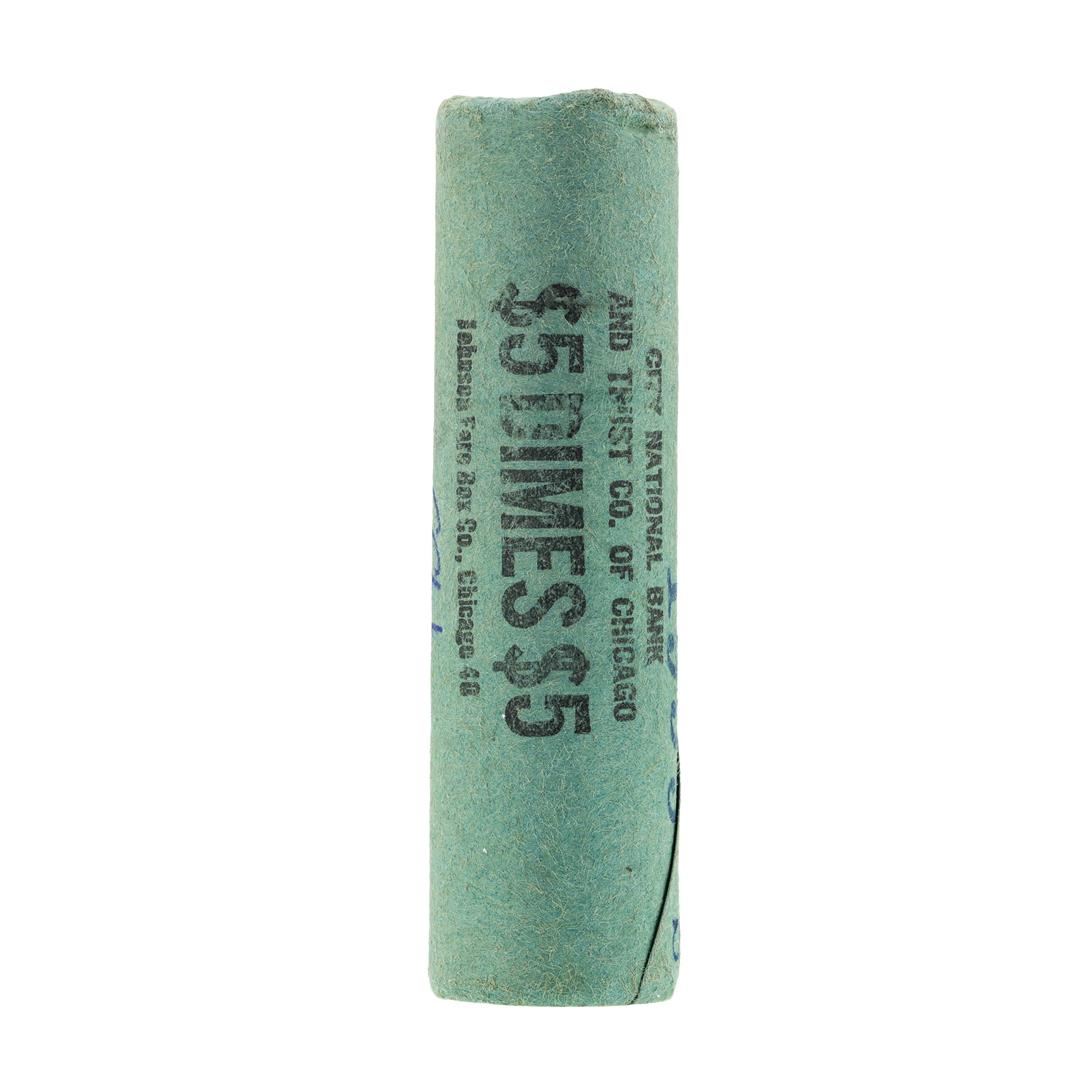 CITY NATIONAL BANK
AND TRUST CO. OF CHICAGO
$5 DIMES $5
Johnson Fare Box Co., Chicago 40